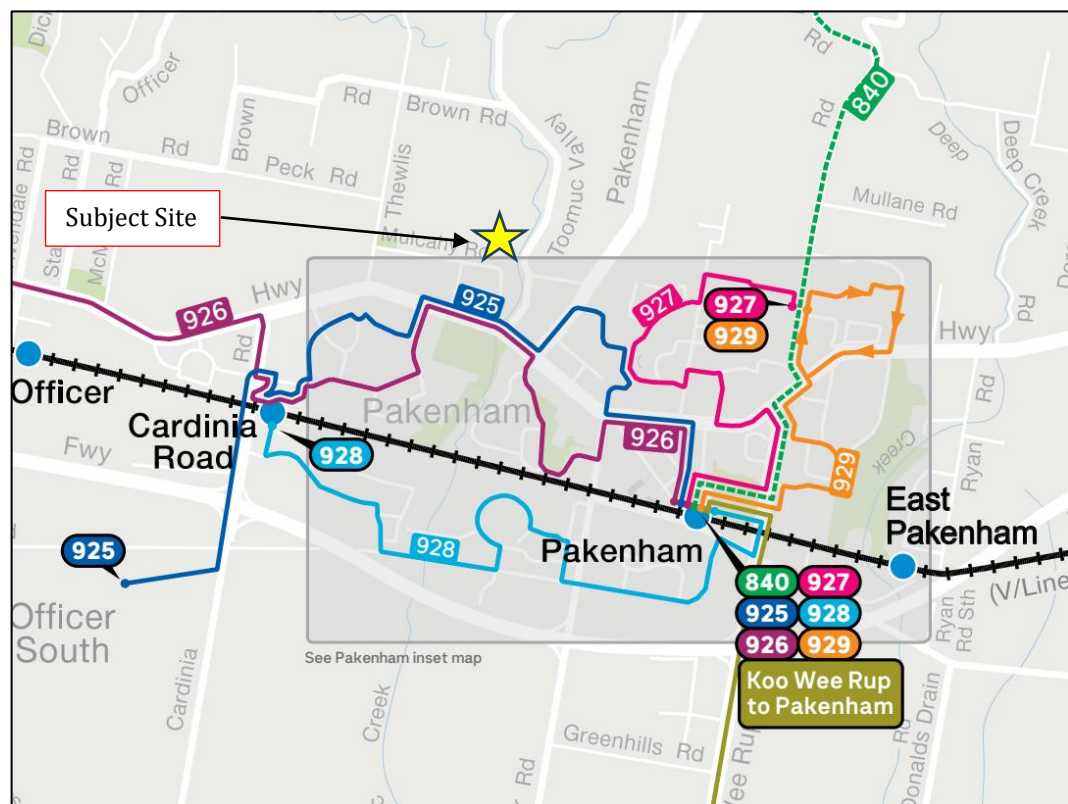 Officer
Rd
Brown Rd
Toomuc Valley
Pakenham
Rd
Rd
840
Deep
Deep Creek
Rd
Brown
Rd
Brown
Peck Rd
Thewlis
Mullane Rd
Subject Site
Mulcahy Rd
Hwy
926
925
927
927
929
Hwy
Rd
Officer
Pakenham
Cardinia
Road
928
926
929
Creek
Ryan
Rd
Fwy
925
928
Pakenham
East
Pakenham
(V/Line
840
927
925
928
926
929
Koo Wee Rup
to Pakenham
Officer
South
Cardinia
See Pakenham inset map
Creek
Ryan
Rd Sth
Greenhills Rd
Rd
Rd